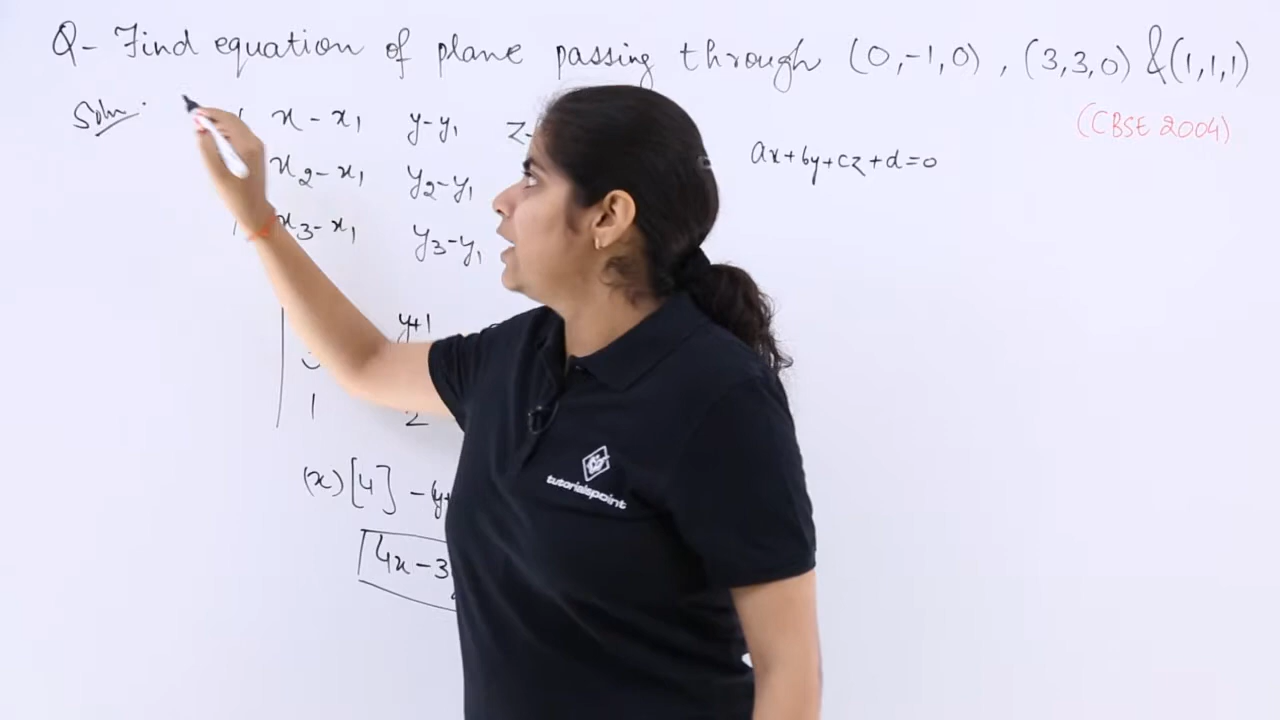 Q- Find equation of plane passing through (0,-1,0), (3,3,0) & (1,1,1)
(CBSE 2004)
Soln.
x - x₁ y-y₁ z-
x₂-x₁ y₂-y₁
x₃-x₁ y₃-y₁
ax+by+cz+d=0
y+1
1 2
(x)[4] -(y+
4x-3
tutorialspoint